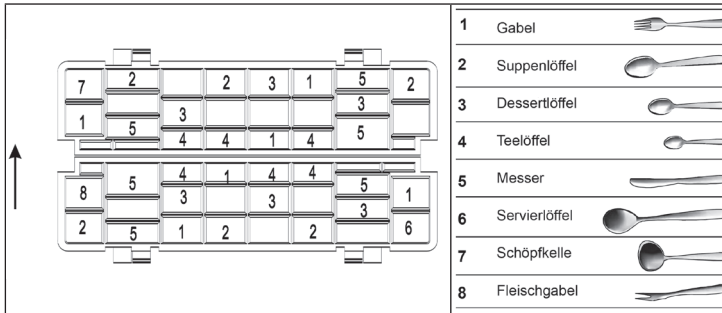 7 2 2 3 1 5 2
3
1 3
5 5
4 4 1 4
5 4 1 4 4 5
8 1
3 3
3
2 5 1 2 2 6
1 Gabel
2 Suppenlöffel
3 Dessertlöffel
4 Teelöffel
5 Messer
6 Servierlöffel
7 Schöpfkelle
8 Fleischgabel